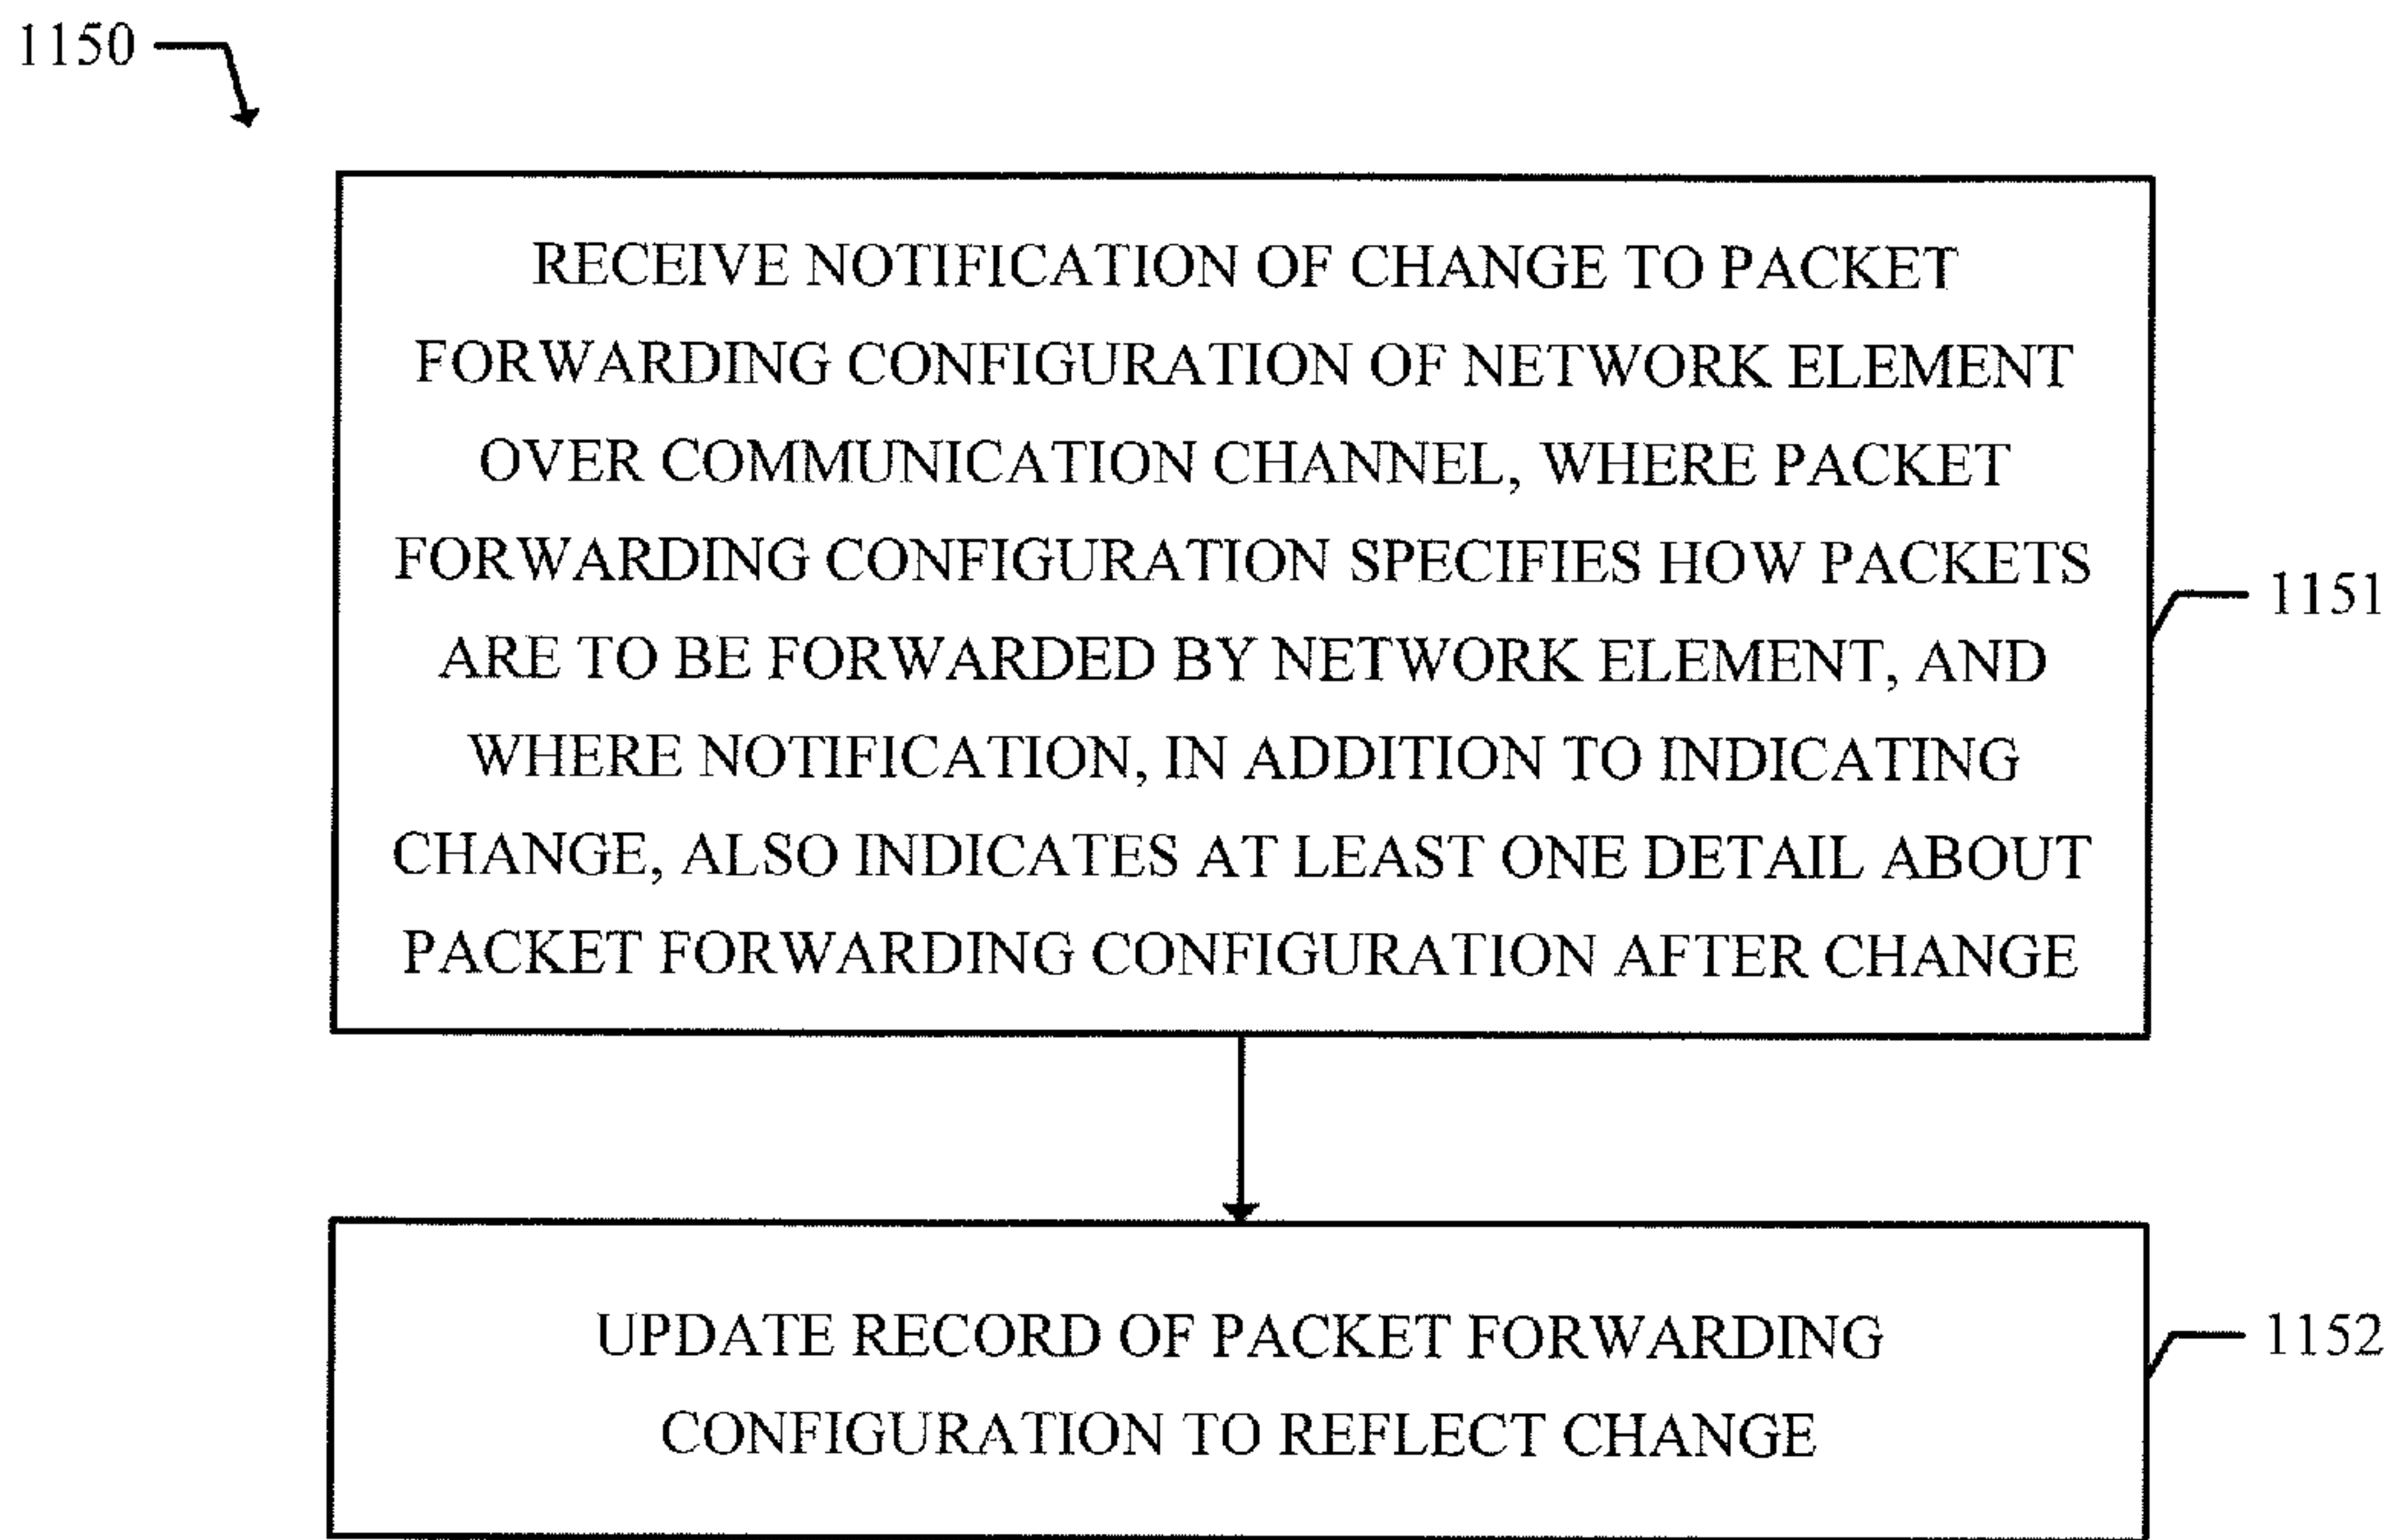 1150
RECEIVE NOTIFICATION OF CHANGE TO PACKET
FORWARDING CONFIGURATION OF NETWORK ELEMENT
OVER COMMUNICATION CHANNEL, WHERE PACKET
FORWARDING CONFIGURATION SPECIFIES HOW PACKETS
ARE TO BE FORWARDED BY NETWORK ELEMENT, AND
WHERE NOTIFICATION, IN ADDITION TO INDICATING
CHANGE, ALSO INDICATES AT LEAST ONE DETAIL ABOUT
PACKET FORWARDING CONFIGURATION AFTER CHANGE
1151
UPDATE RECORD OF PACKET FORWARDING
CONFIGURATION TO REFLECT CHANGE
1152